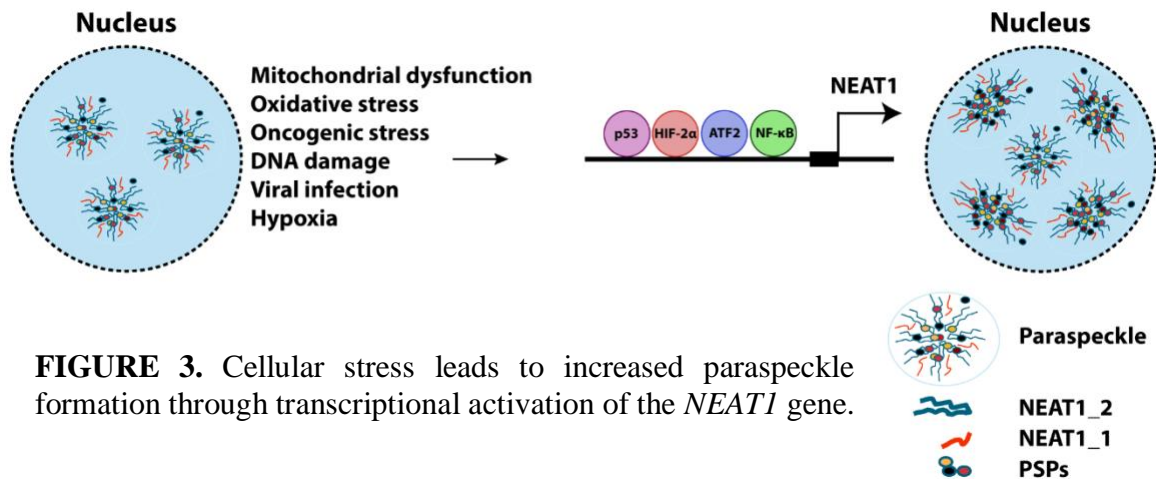 Nucleus
Mitochondrial dysfunction
Oxidative stress
Oncogenic stress
DNA damage
Viral infection
Hypoxia
NEAT1
p53 HIF-2α ATF2 NF-κB
Nucleus
Paraspeckle
NEAT1_2
NEAT1_1
PSPs
FIGURE 3. Cellular stress leads to increased paraspeckle
formation through transcriptional activation of the NEAT1 gene.